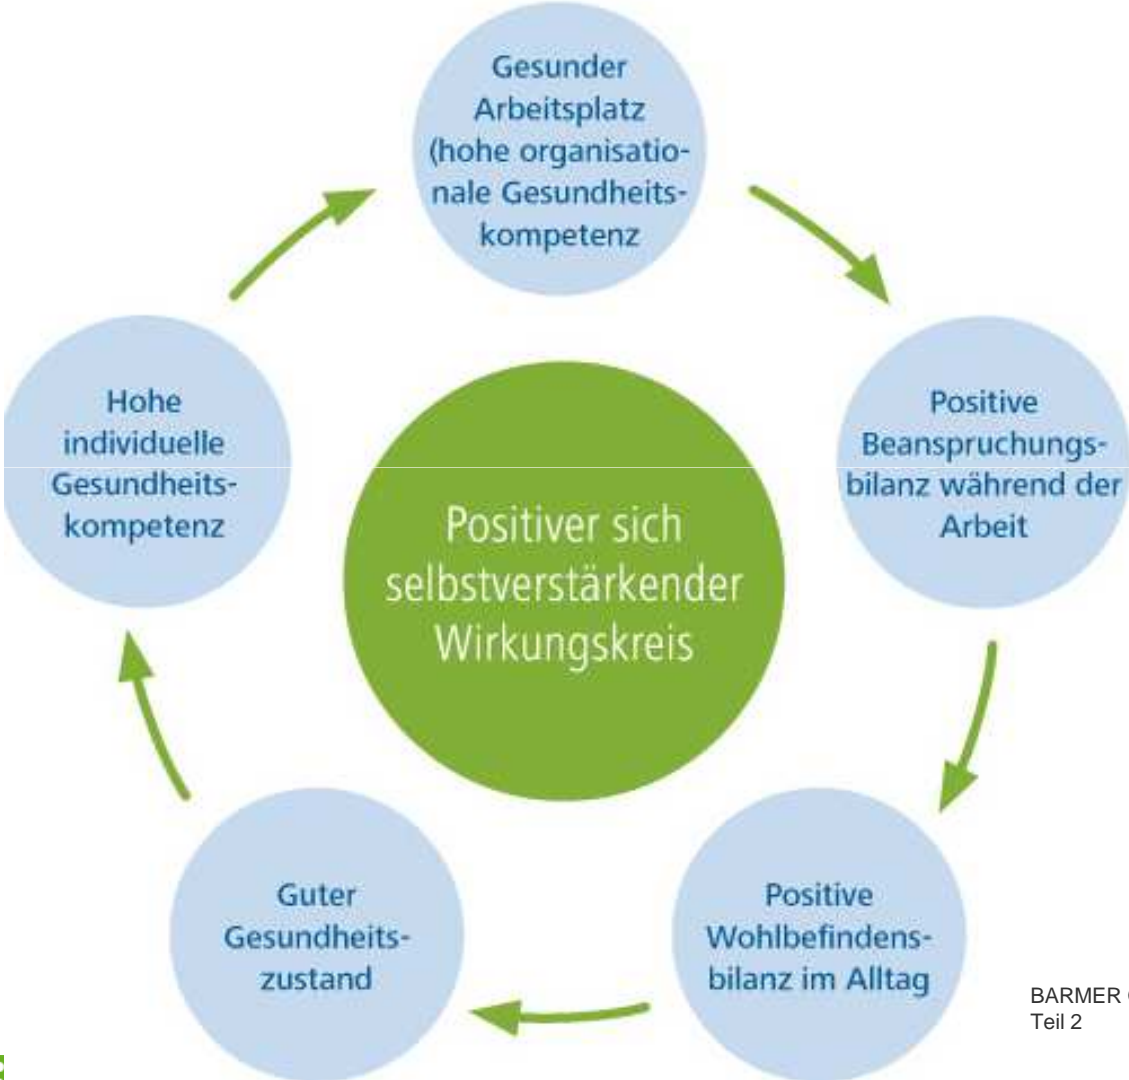 Gesunder
Arbeitsplatz
(hohe organisatio-
nale Gesundheits-
kompetenz
Positive
Beanspruchungs-
bilanz während der
Arbeit
Positive
Wohlbefindens-
bilanz im Alltag
Guter
Gesundheits-
zustand
Hohe
individuelle
Gesundheits-
kompetenz
Positiver sich
selbstverstärkender
Wirkungskreis
BARMER
Teil 2